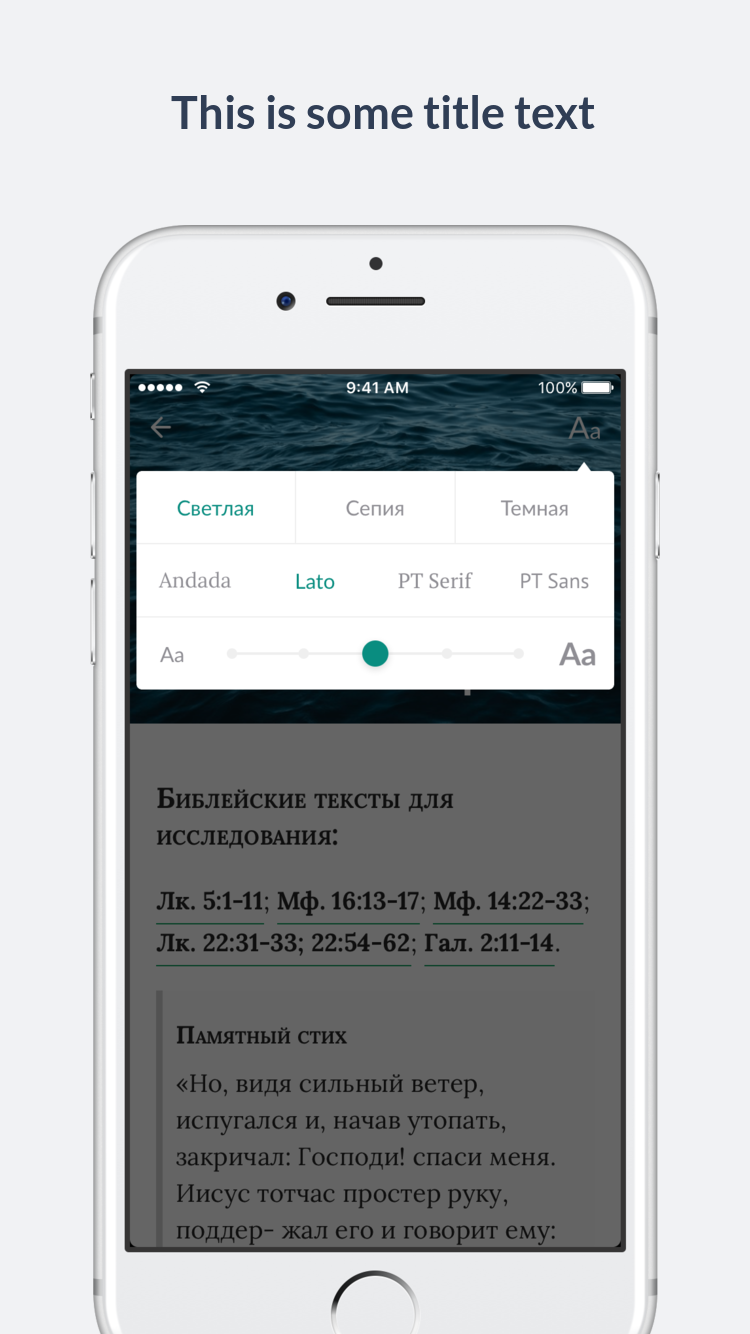 This is some title text
9:41 AM
100%
Aa
Светлая Сепия Темная
Andada Lato PT Serif PT Sans
Aa Aa
Библейские тексты для
исследования:
Лк. 5:1-11; Мф. 16:13-17; Мф. 14:22-33;
Лк. 22:31-33; 22:54-62; Гал. 2:11-14.
Памятный стих
«Но, видя сильный ветер,
испугался и, начав утопать,
закричал: Господи! спаси меня.
Иисус тотчас простер руку,
поддер- жал его и говорит ему: